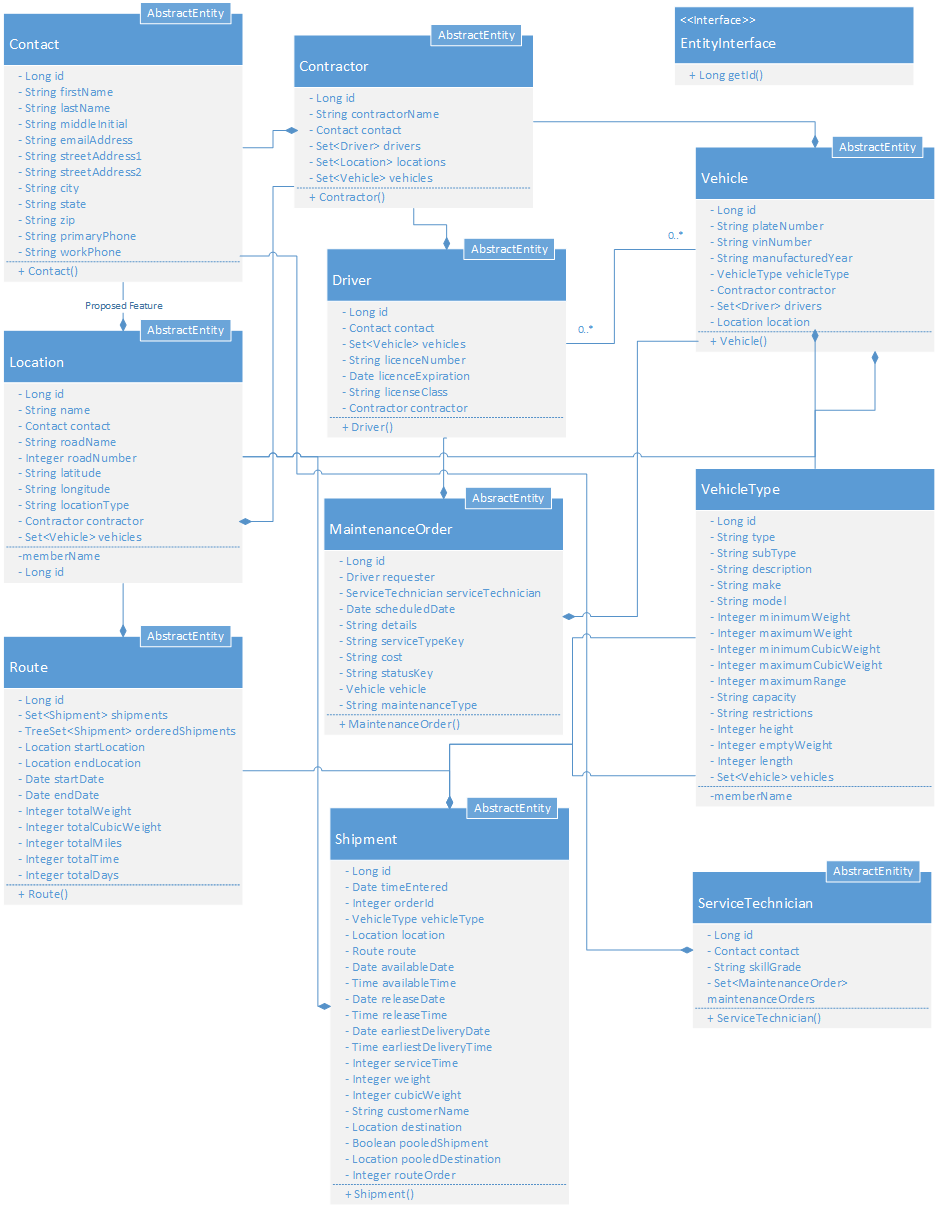 AbstractEntity
Contact
- Long id
- String firstName
- String lastName
- String middleInitial
- String emailAddress
- String streetAddress1
- String streetAddress2
- String city
- String state
- String zip
- String primaryPhone
- String workPhone
+ Contact()
Proposed Feature
AbstractEntity
Location
- Long id
- String name
- Contact contact
- String roadName
- Integer roadNumber
- String latitude
- String longitude
- String locationType
- Contractor contractor
- Set<Vehicle> vehicles
-memberName
- Long id
AbstractEntity
Route
- Long id
- Set<Shipment> shipments
- TreeSet<Shipment> orderedShipments
- Location startLocation
- Location endLocation
- Date startDate
- Date endDate
- Integer totalWeight
- Integer totalCubicWeight
- Integer totalMiles
- Integer totalTime
- Integer totalDays
+ Route()
AbstractEntity
Contractor
- Long id
- String contractorName
- Contact contact
- Set<Driver> drivers
- Set<Location> locations
- Set<Vehicle> vehicles
+ Contractor()
AbstractEntity
Driver
- Long id
- Contact contact
- Set<Vehicle> vehicles
- String licenceNumber
- Date licenceExpiration
- String licenseClass
- Contractor contractor
+ Driver()
0..*
0..*
AbstractEntity
MaintenanceOrder
- Long id
- Driver requester
- ServiceTechnician serviceTechnician
- Date scheduledDate
- String details
- String serviceTypeKey
- String cost
- String statusKey
- Vehicle vehicle
- String maintenanceType
+ MaintenanceOrder()
AbstractEntity
Shipment
- Long id
- Date timeEntered
- Integer orderId
- VehicleType vehicleType
- Location location
- Route route
- Date availableDate
- Time availableTime
- Date releaseDate
- Time releaseTime
- Date earliestDeliveryDate
- Time earliestDeliveryTime
- Integer serviceTime
- Integer weight
- Integer cubicWeight
- String customerName
- Location destination
- Boolean pooledShipment
- Location pooledDestination
- Integer routeOrder
+ Shipment()
<<Interface>>
EntityInterface
+ Long getId()
AbstractEntity
Vehicle
- Long id
- String plateNumber
- String vinNumber
- String manufacturedYear
- VehicleType vehicleType
- Contractor contractor
- Set<Driver> drivers
- Location location
+ Vehicle()
VehicleType
- Long id
- String type
- String subType
- String description
- String make
- String model
- Integer minimumWeight
- Integer maximumWeight
- Integer minimumCubicWeight
- Integer maximumCubicWeight
- Integer maximumRange
- String capacity
- String restrictions
- Integer height
- Integer emptyWeight
- Integer length
- Set<Vehicle> vehicles
-memberName
AbstractEnitity
ServiceTechnician
- Long id
- Contact contact
- String skillGrade
- Set<MaintenanceOrder>
maintenanceOrders
+ ServiceTechnician()